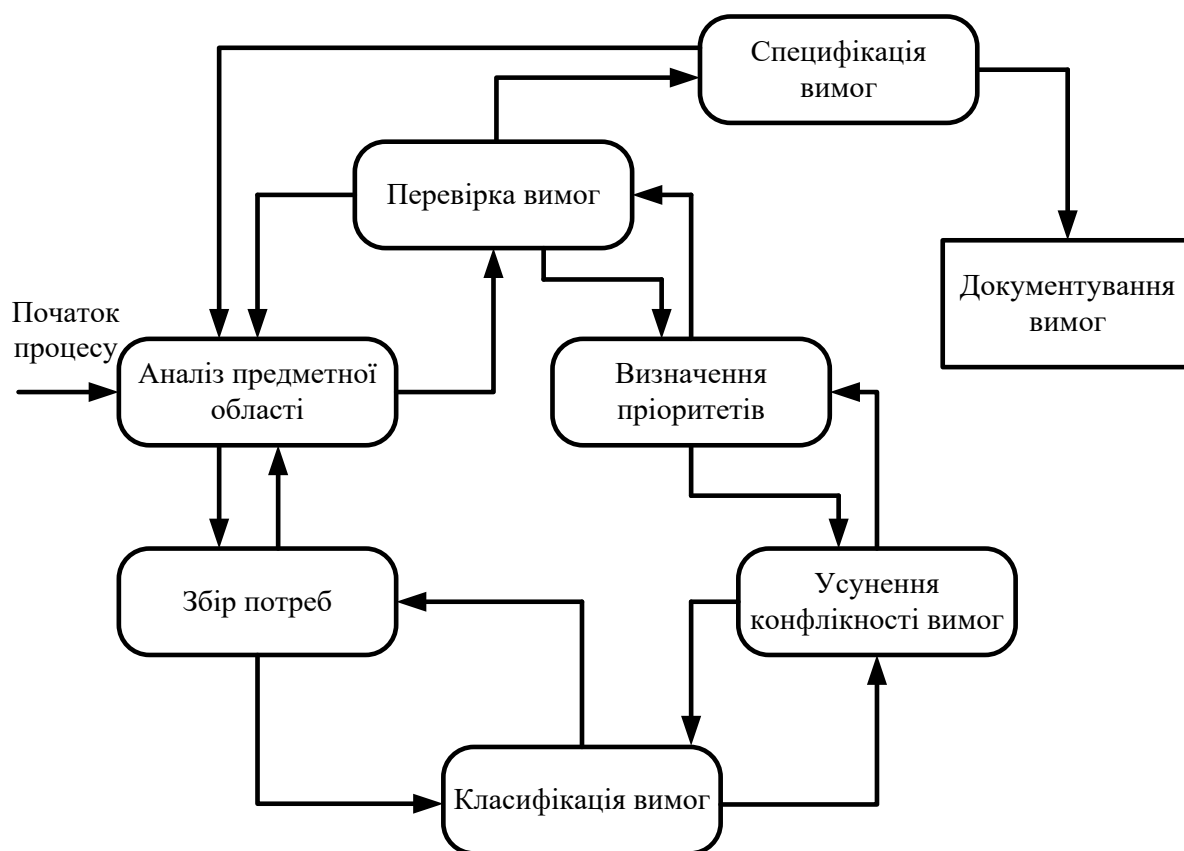 Специфікація
вимог
Перевірка вимог
Документування
вимог
Початок
процесу
Аналіз предметної
області
Визначення
пріоритетів
Збір потреб
Усунення
конфлікності вимог
Класифікація вимог